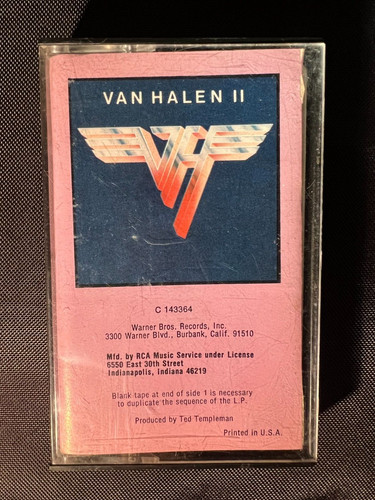 VAN HALEN II
VH
C 143364
Warner Bros. Records, Inc.
3300 Warner Blvd., Burbank, Calif. 91510
Mfd. by RCA Music Service under License
6550 East 30th Street
Indianapolis, Indiana 46219
Blank tape at end of side 1 is necessary
to duplicate the sequence of the L.P.
Produced by Ted Templeman
Printed in U.S.A.